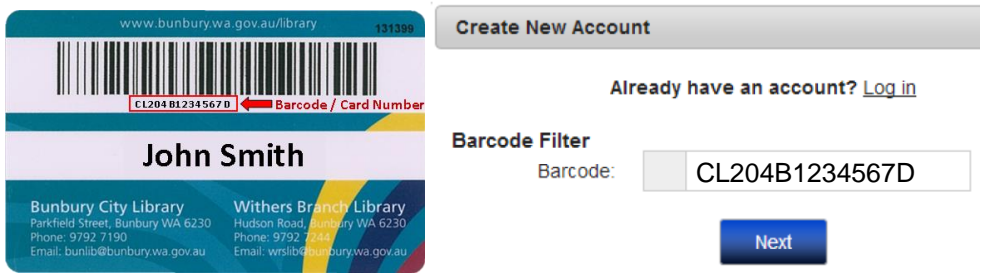 www.bunbury.wa.gov.au/library
131399
CL204 B1234567 D
Barcode / Card Number
John Smith
Bunbury City Library
Parkfield Street, Bunbury WA 6230
Phone: 9792 7190
Email: bunlib@bunbury.wa.gov.au
Withers Branch Library
Hudson Road, Bunbury WA 6230
Phone: 9792 7244
Email: wrslib@bunbury.wa.gov.au
Create New Account
Already have an account? Log in
Barcode Filter
Barcode: CL204B1234567D
Next